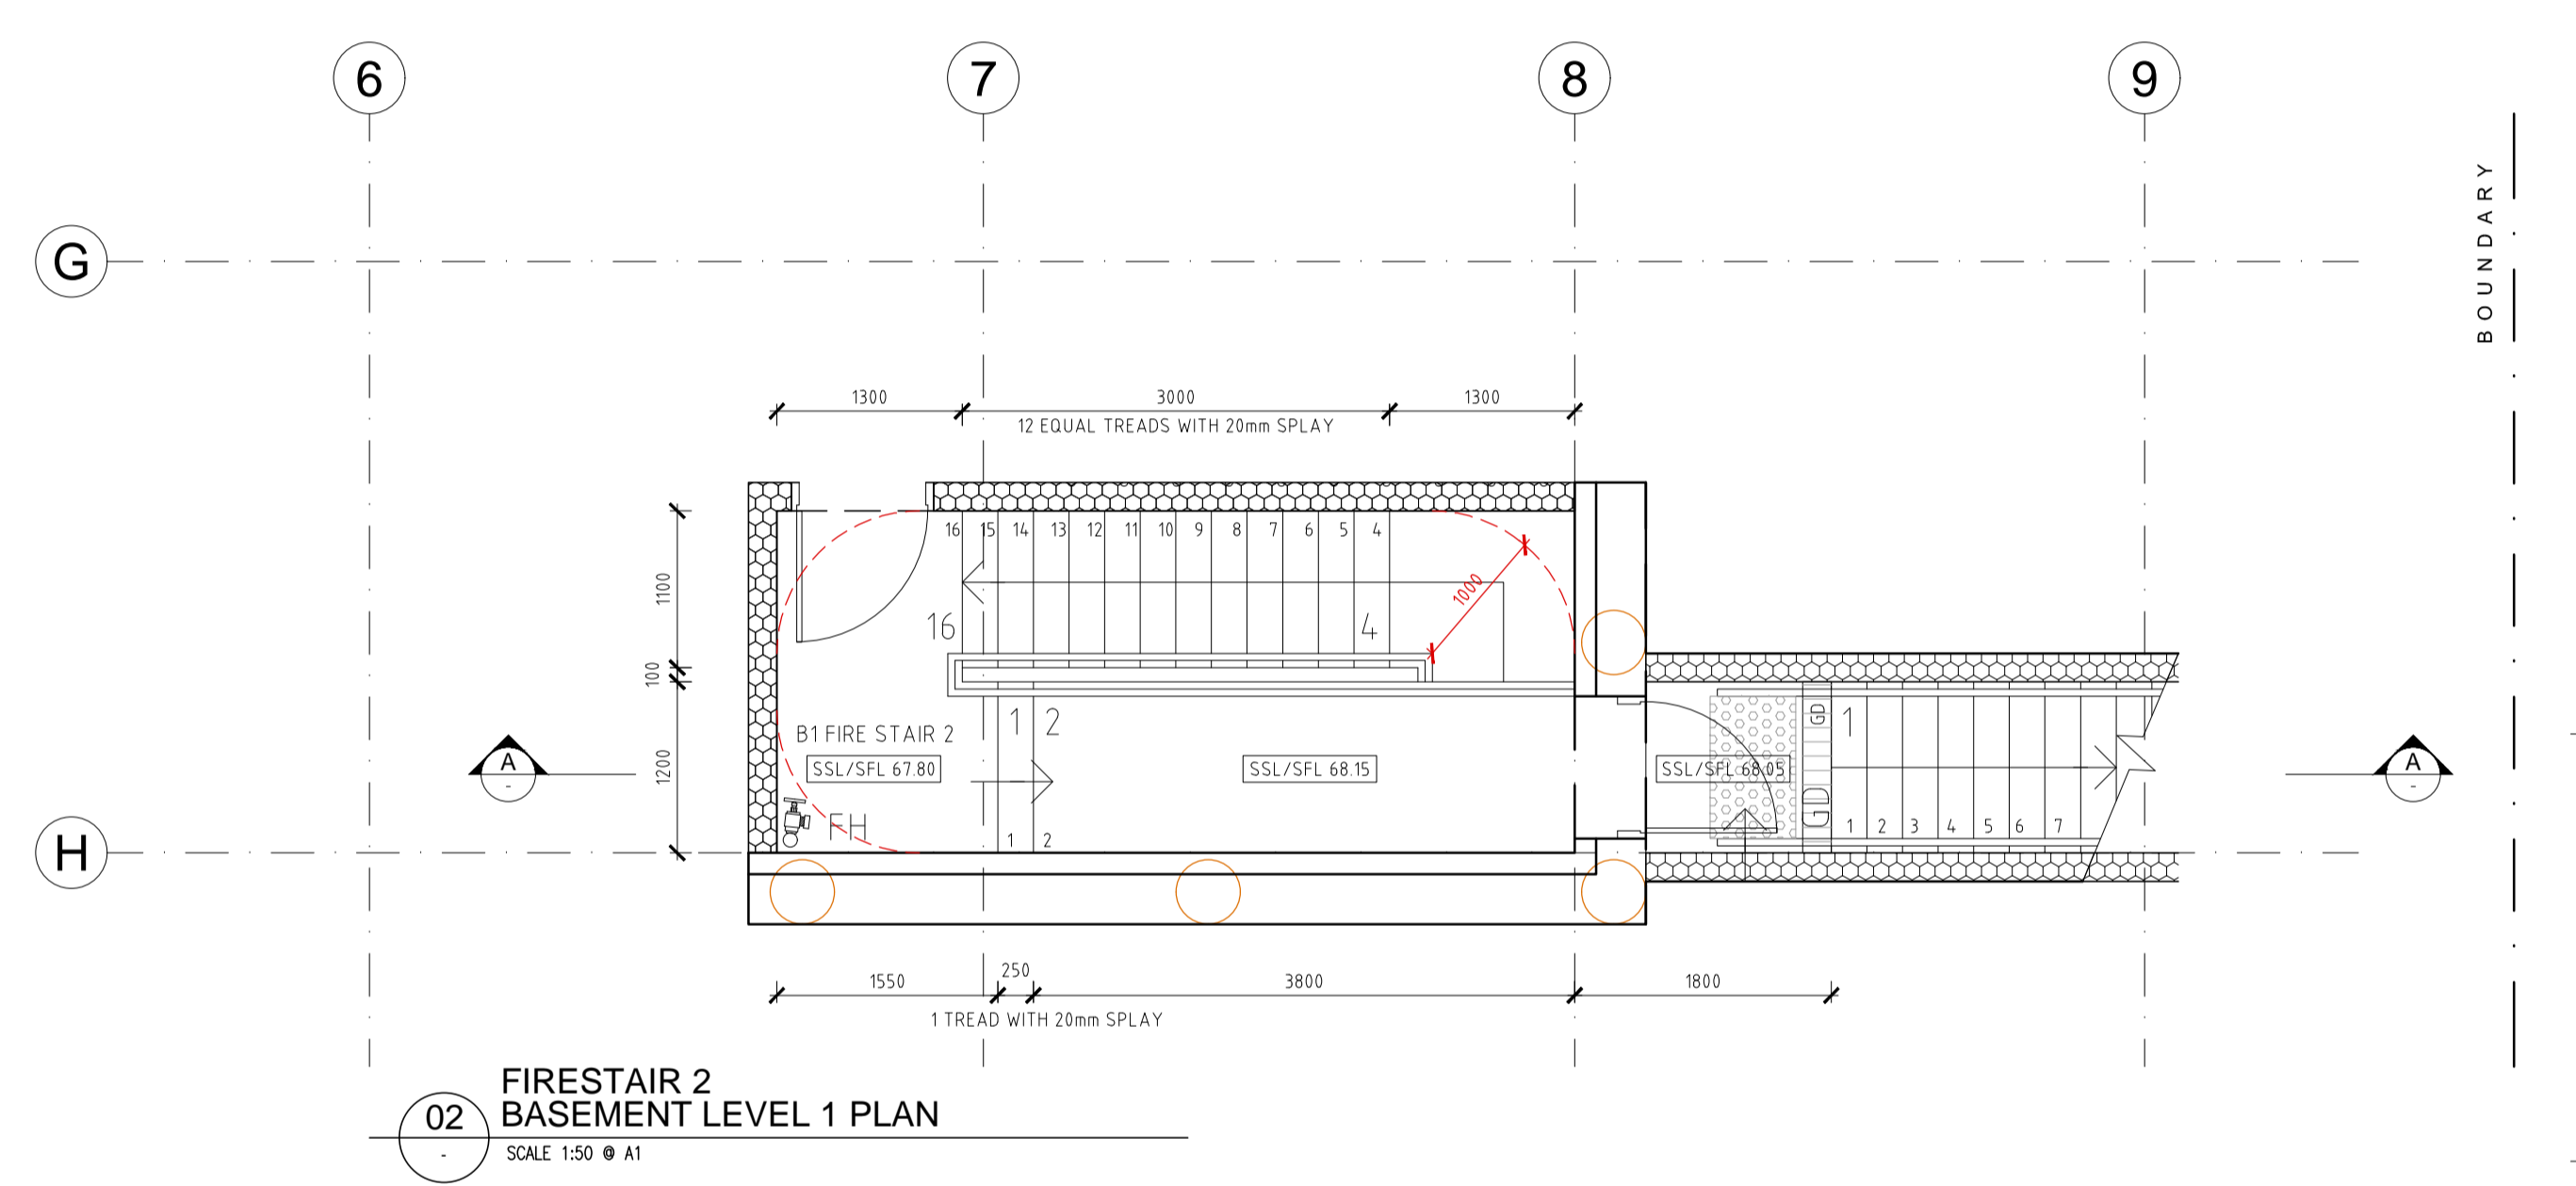 6
7
8
9
BOUNDARY
G
1300
3000
1300
12 EQUAL TREADS WITH 20mm SPLAY
16 15 14 13 12 11 10 9 8 7 6 5 4
1100
1000
16
4
100
1 2
GD
1
B1 FIRE STAIR 2
A
-
1200
SSL/SFL 67.80
SSL/SFL 68.15
SSL/SFL 68.05
A
-
FH
GD
1 2
1 2 3 4 5 6 7
H
250
1550
3800
1800
1 TREAD WITH 20mm SPLAY
02
-
FIRESTAIR 2
BASEMENT LEVEL 1 PLAN
SCALE 1:50 @ A1